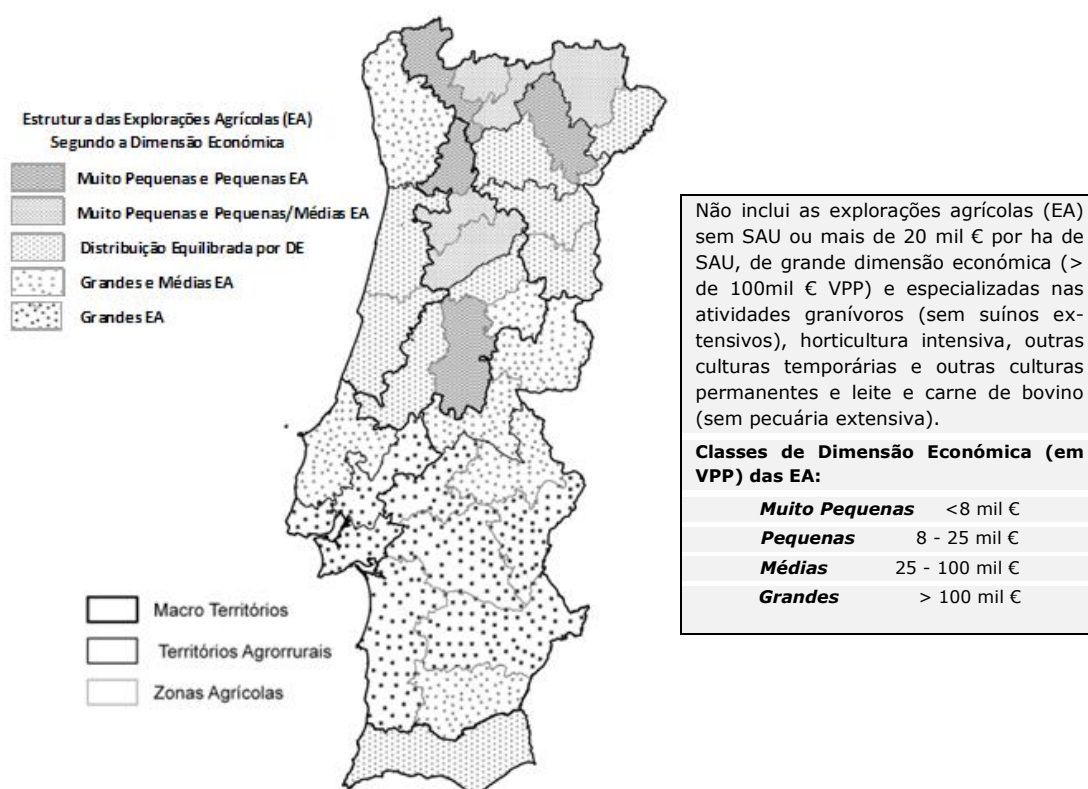 Estrutura das Explorações Agrícolas (EA)
Segundo a Dimensão Económica
Muito Pequenas e Pequenas EA
Muito Pequenas e Pequenas/Médias EA
Distribuição Equilibrada por DE
Grandes e Médias EA
Grandes EA
Macro Territórios
Territórios Agrorrurais
Zonas Agrícolas
Não inclui as explorações agrícolas (EA)
sem SAU ou mais de 20 mil € por ha de
SAU, de grande dimensão económica (>
de 100mil € VPP) e especializadas nas
atividades granívoros (sem suínos ex-
tensivos), horticultura intensiva, outras
culturas temporárias e outras culturas
permanentes e leite e carne de bovino
(sem pecuária extensiva).
Classes de Dimensão Económica (em
VPP) das EA:
Muito Pequenas <8 mil €
Pequenas 8 - 25 mil €
Médias 25 - 100 mil €
Grandes > 100 mil €